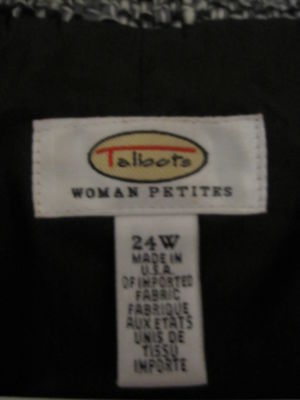 Talbots
WOMAN PETITES
24W
MADE IN
U.S.A.
OF IMPORTED
FABRIC
FABRIQUE
AUX ETATS
UNIS DE
TISSU
IMPORTE